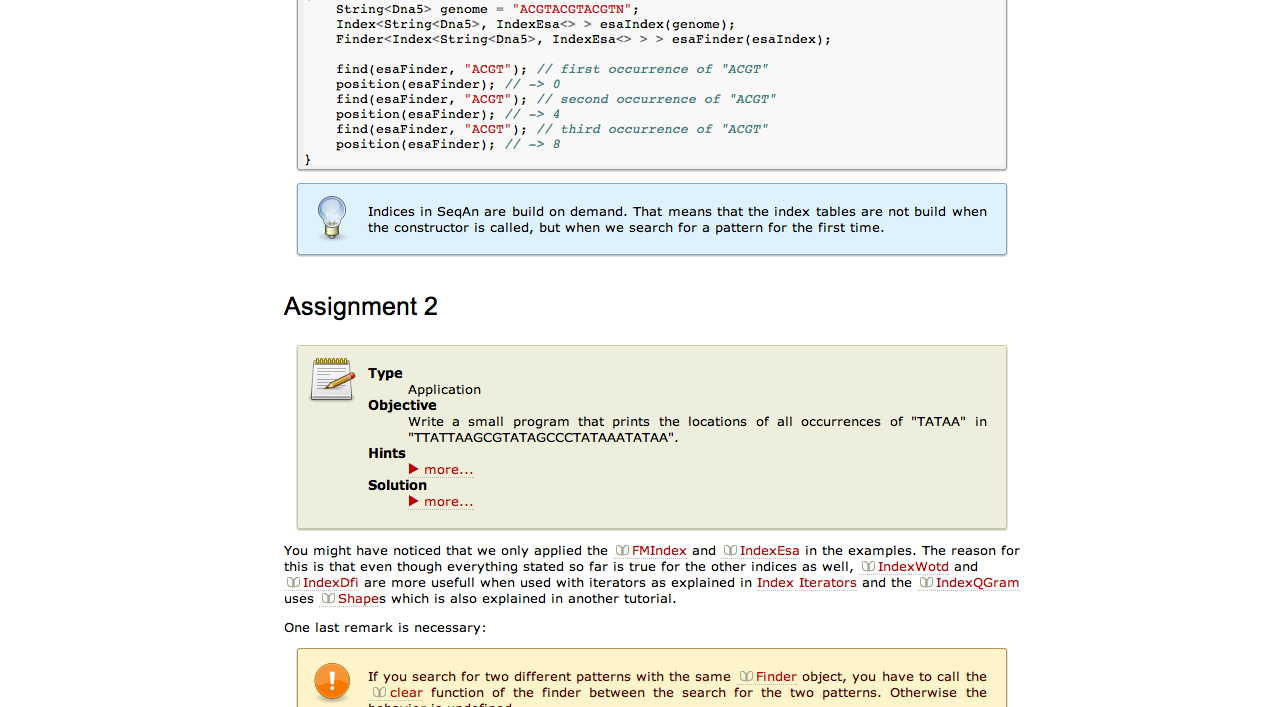 String<Dna5> genome = "ACGTACGTACGTN";
Index<String<Dna5>, IndexEsa<> > esaIndex(genome);
Finder<Index<String<Dna5>, IndexEsa<> > > esaFinder(esaIndex);
find(esaFinder, "ACGT"); // first occurrence of "ACGT"
position(esaFinder); // -> 0
find(esaFinder, "ACGT"); // second occurrence of "ACGT"
position(esaFinder); // -> 4
find(esaFinder, "ACGT"); // third occurrence of "ACGT"
position(esaFinder); // -> 8
}
Indices in SeqAn are build on demand. That means that the index tables are not build when
the constructor is called, but when we search for a pattern for the first time.
Assignment 2
Type
Application
Objective
Write a small program that prints the locations of all occurrences of "TATAA" in
"TTATTAAGCGTATAGCCCTATAAATATAA".
Hints
▶ more...
Solution
▶ more...
You might have noticed that we only applied the FMIndex and IndexEsa in the examples. The reason for
this is that even though everything stated so far is true for the other indices as well, IndexWotd and
IndexDfi are more usefull when used with iterators as explained in Index Iterators and the IndexQGram
uses Shapes which is also explained in another tutorial.
One last remark is necessary:
If you search for two different patterns with the same Finder object, you have to call the
clear function of the finder between the search for the two patterns. Otherwise the
behavior is undefined.